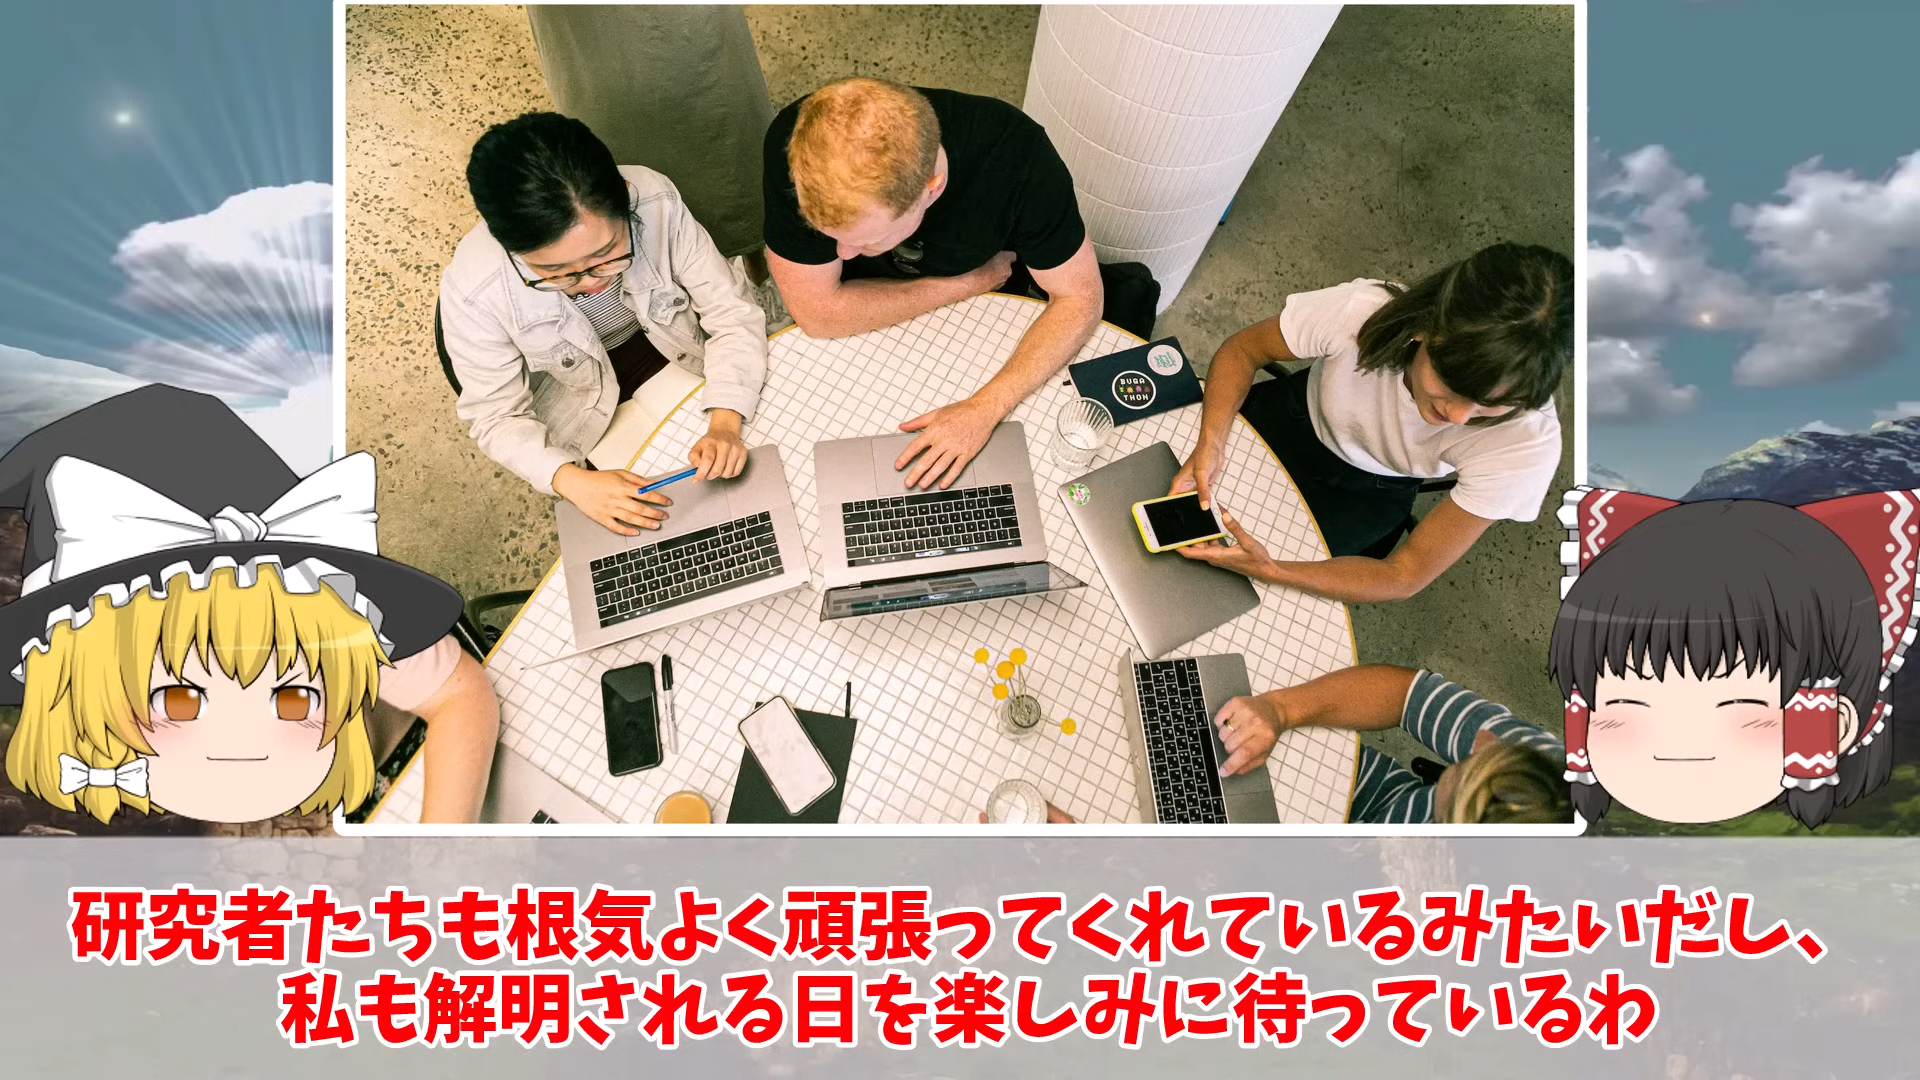 BUGA
THON
研究者たちも根気よく頑張ってくれているみたいだし、
私も解明される日を楽しみに待っているわ